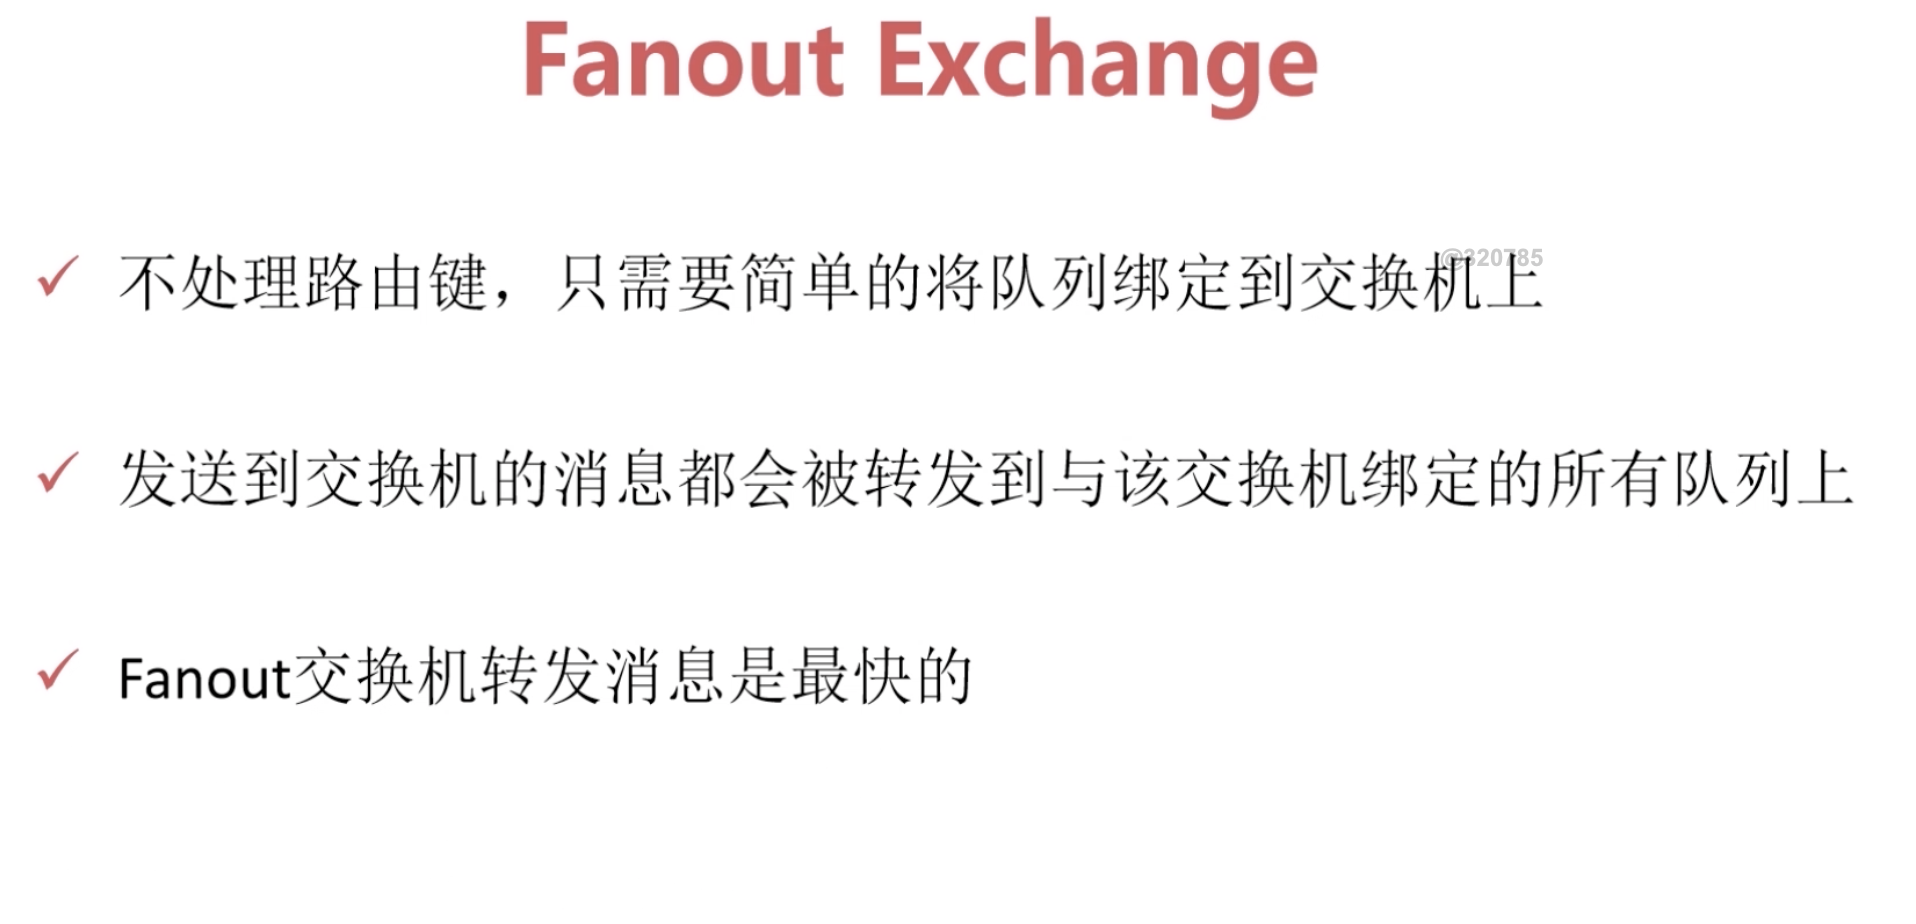 Fanout Exchange
@320785
不处理路由键，只需要简单的将队列绑定到交换机上
发送到交换机的消息都会被转发到与该交换机绑定的所有队列上
Fanout交换机转发消息是最快的